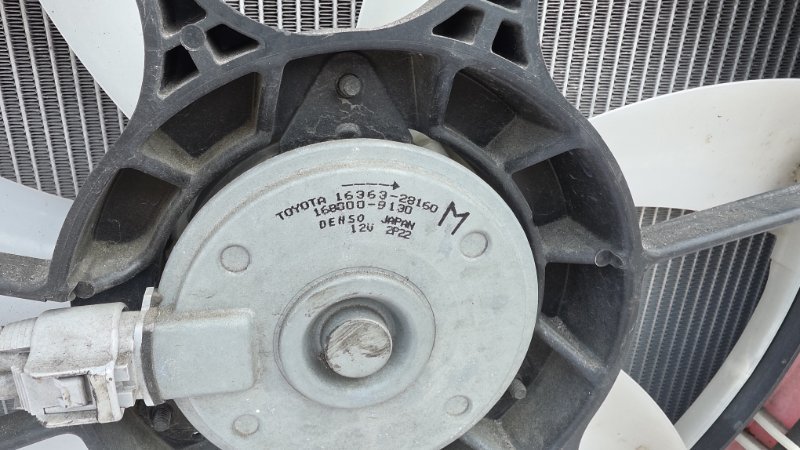 TOYOTA 16363-28160
168000-9130 M
DENSO JAPAN
12V 2P22